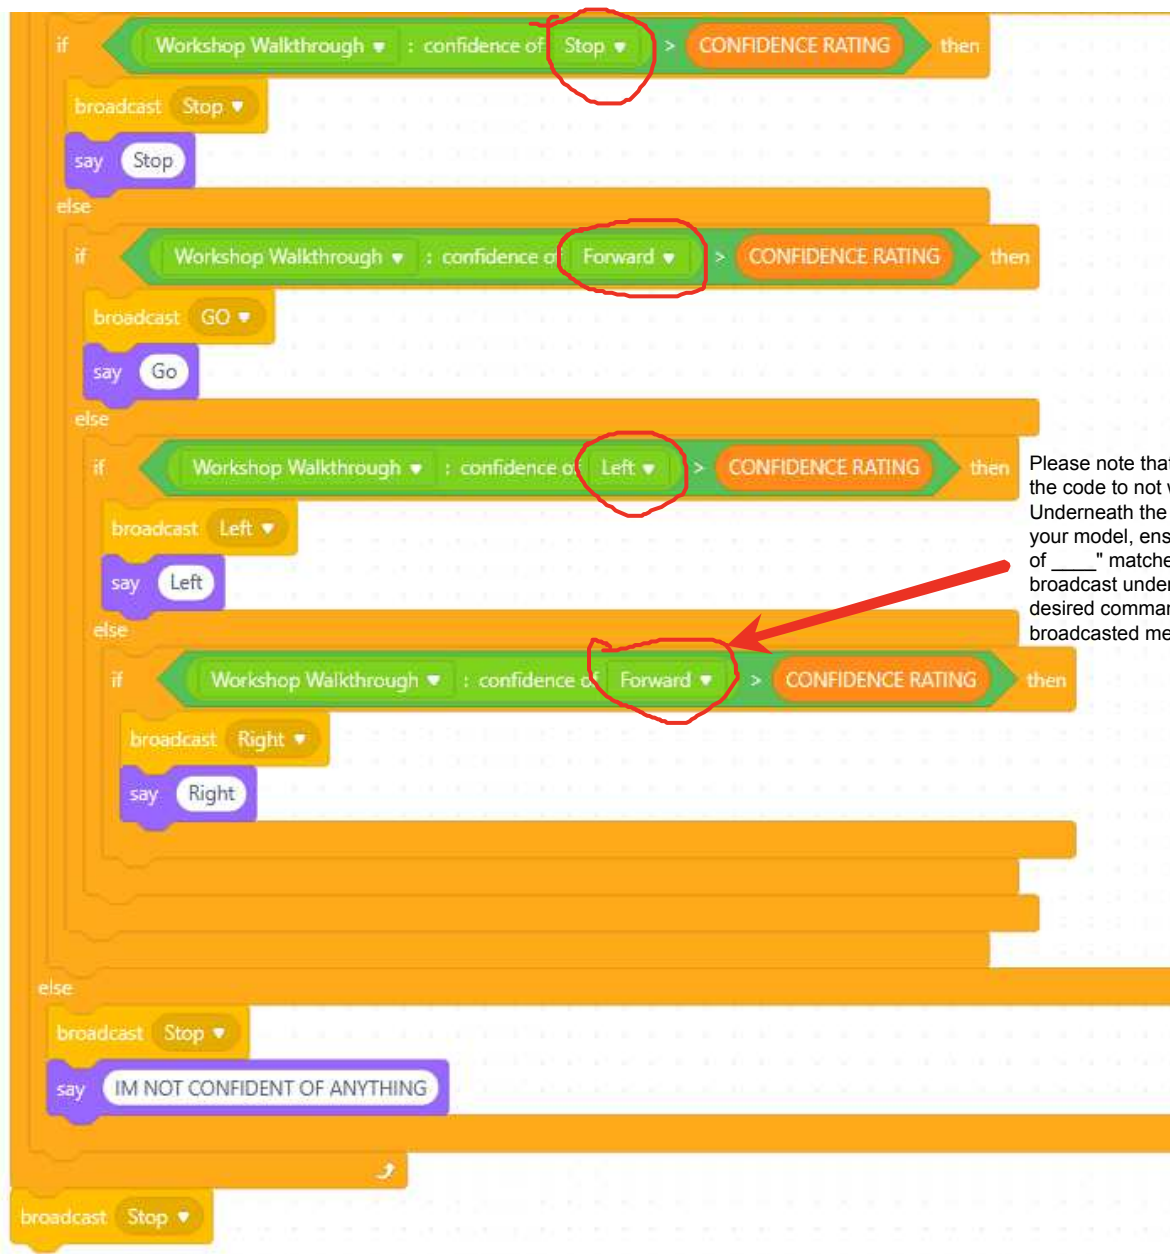 if Workshop Walkthrough : confidence of Stop > CONFIDENCE RATING then
broadcast Stop
say Stop
else
if Workshop Walkthrough : confidence of Forward > CONFIDENCE RATING then
broadcast GO
say Go
else
if Workshop Walkthrough : confidence of Left > CONFIDENCE RATING then
broadcast Left
say Left
else
if Workshop Walkthrough : confidence of Forward > CONFIDENCE RATING then
broadcast Right
say Right
else
broadcast Stop
say IM NOT CONFIDENT OF ANYTHING
broadcast Stop
Please note that
the code to not
Underneath the
your model, ens
of ____" matche
broadcast under
desired comman
broadcasted me